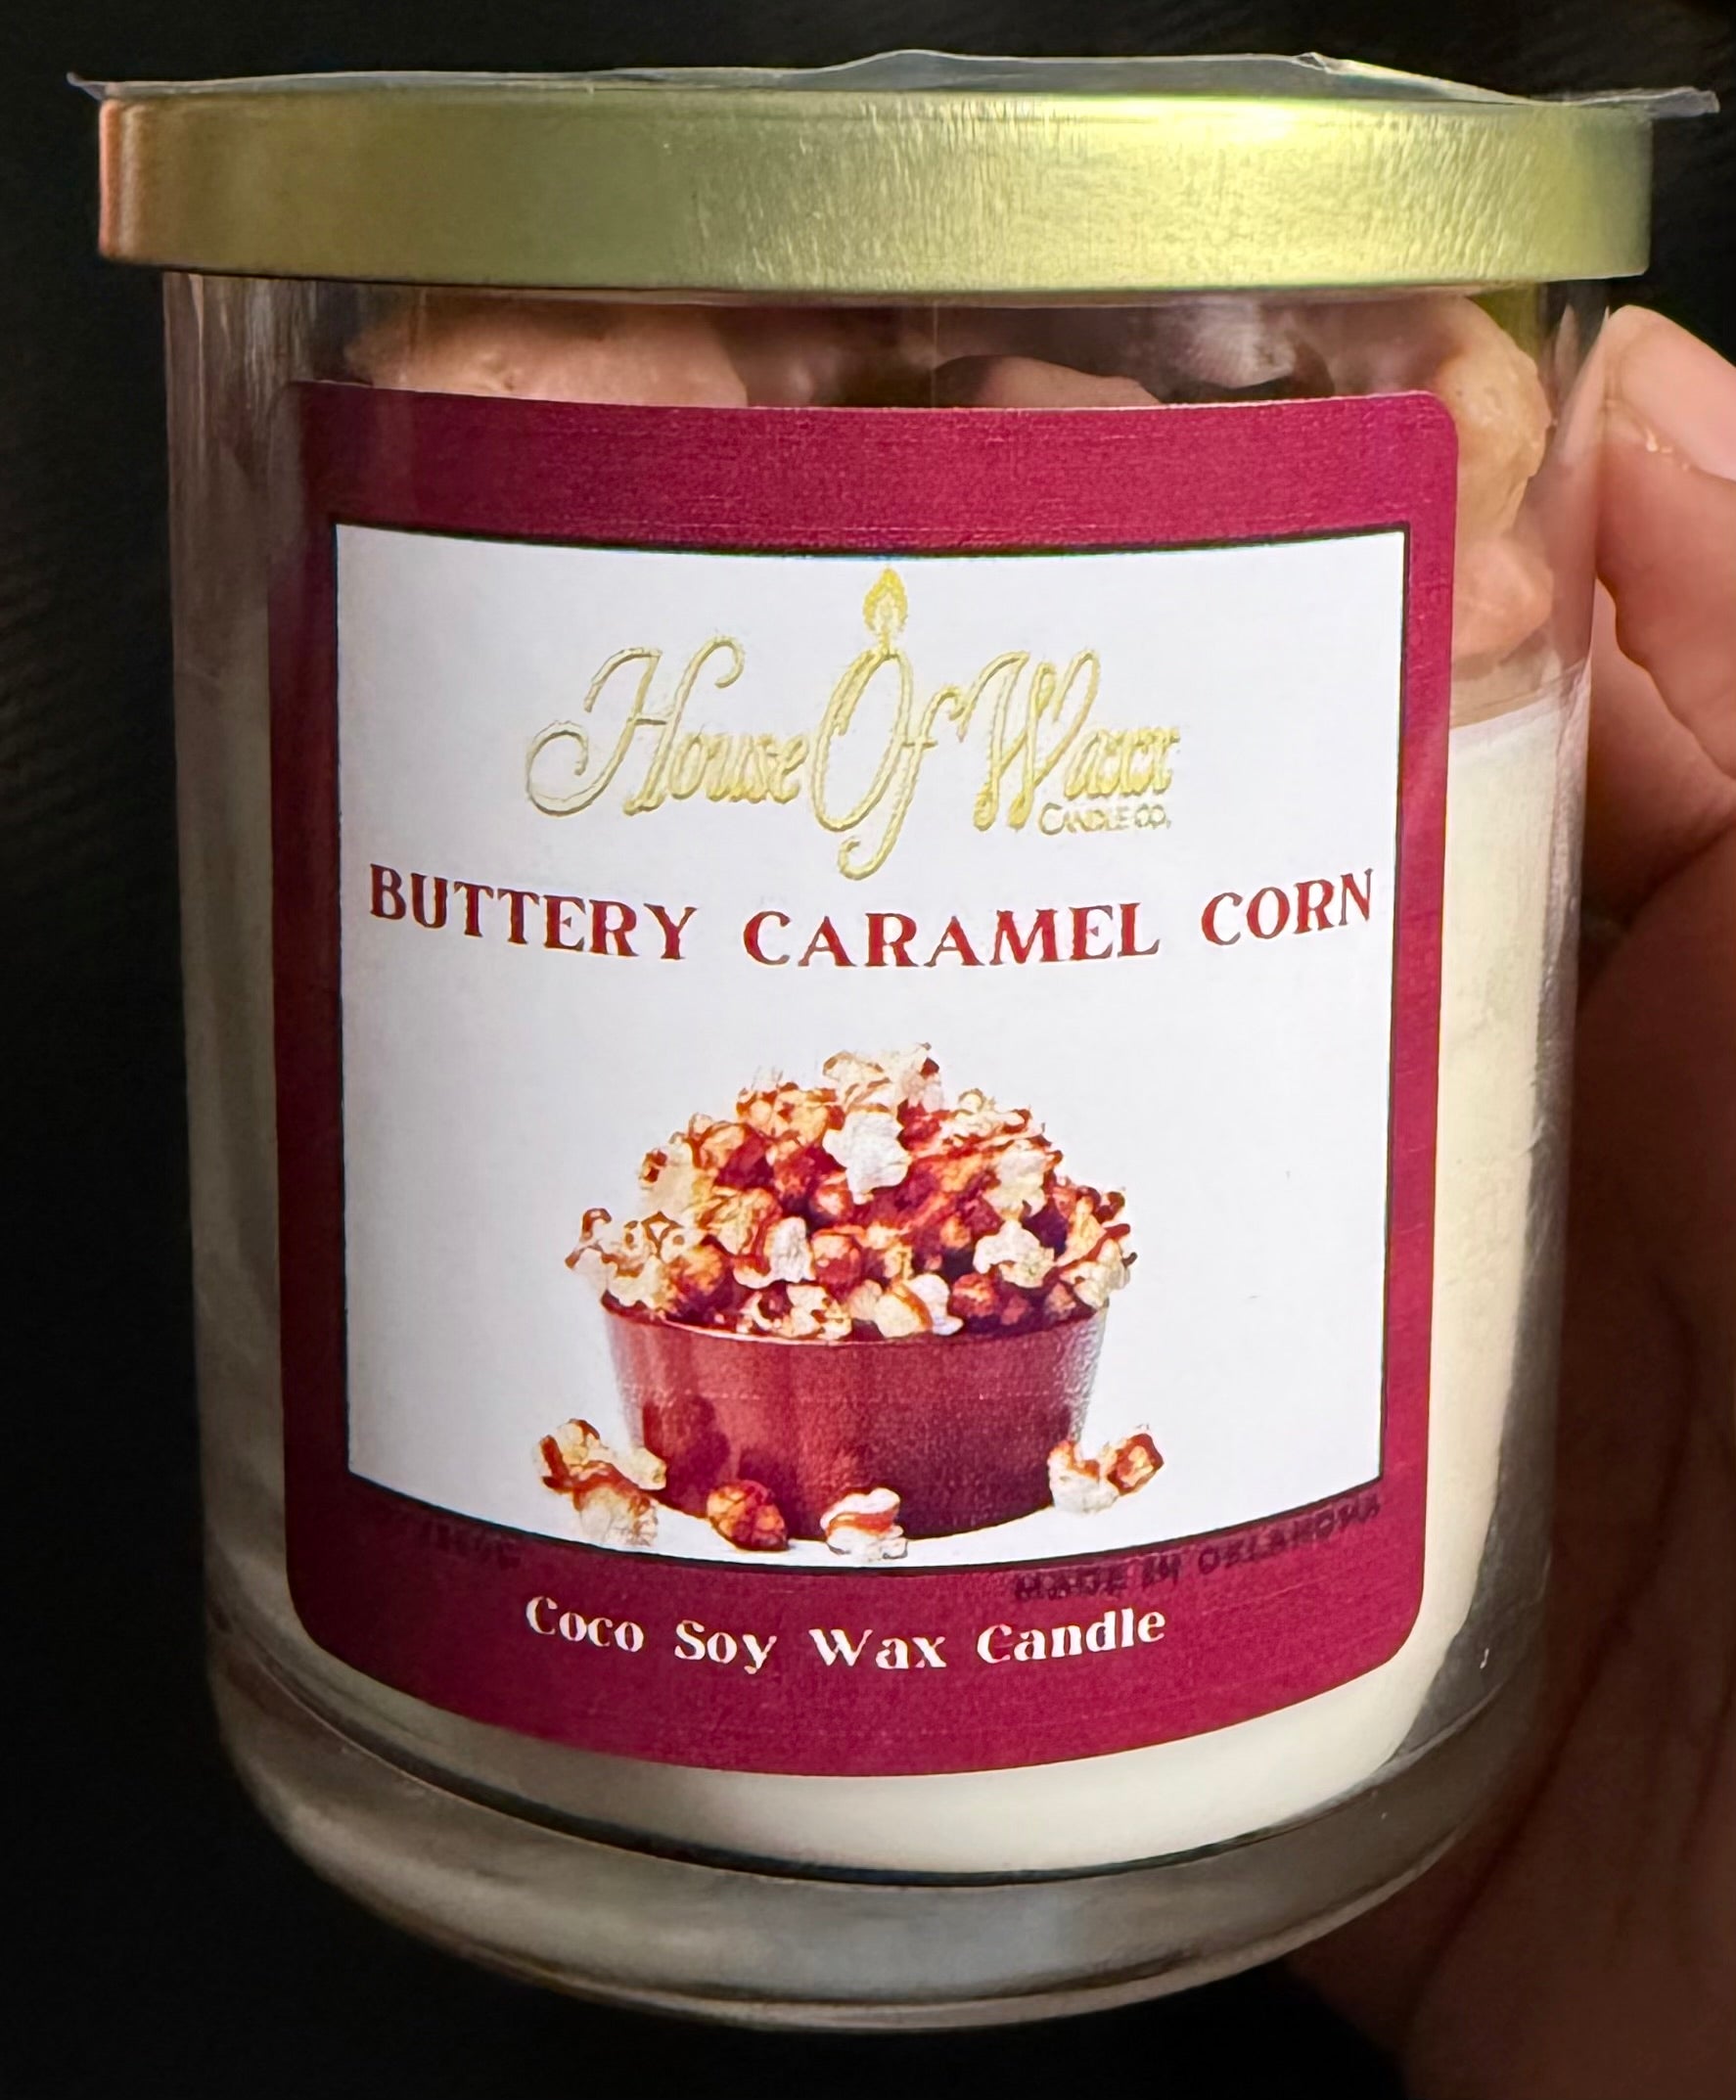 House Of Waxx
CANDLE CO.
BUTTERY CARAMEL CORN
MADE IN OKLAHOMA
Coco Soy Wax Candle